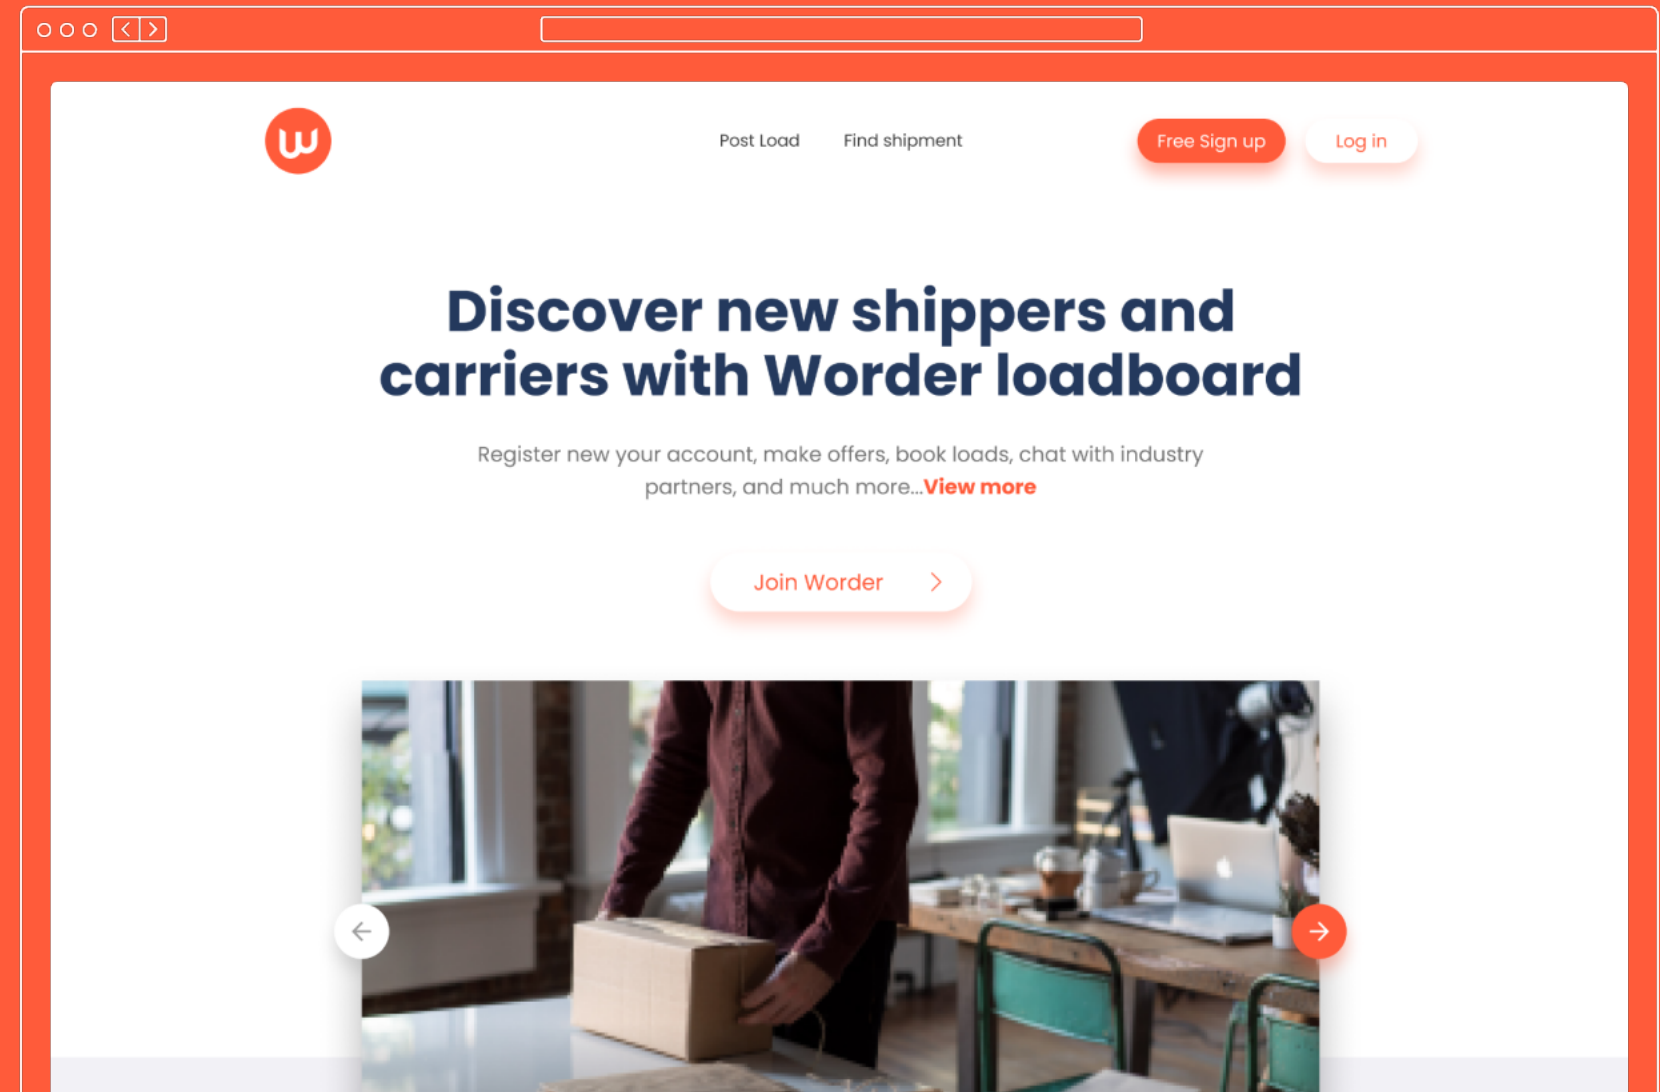 Post Load
Find shipment
Free Sign up
Log in
Discover new shippers and
carriers with Worder loadboard
Register new your account, make offers, book loads, chat with industry
partners, and much more...View more
Join Worder